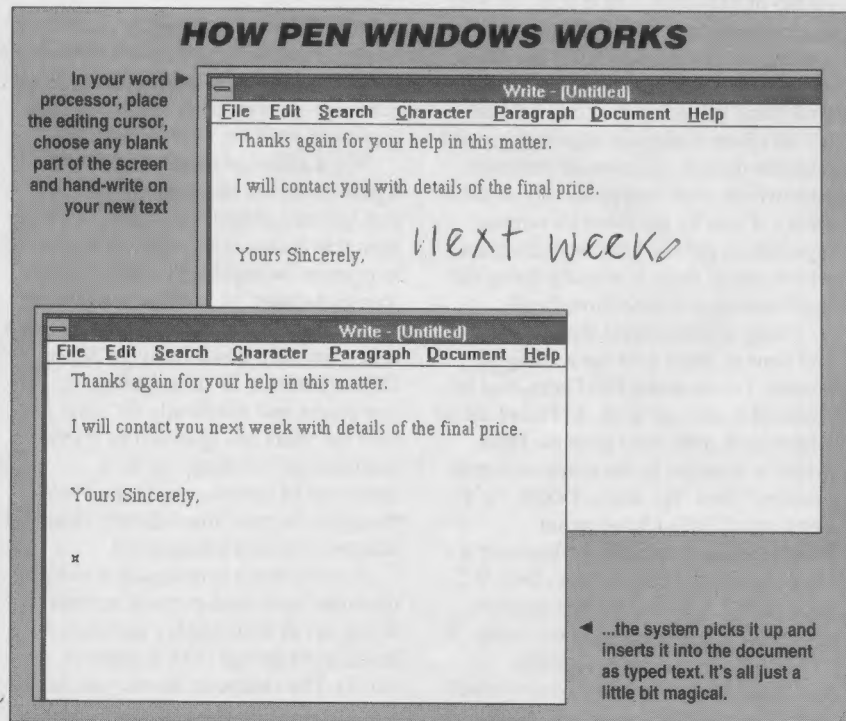 HOW PEN WINDOWS WORKS
In your word
processor, place
the editing cursor,
choose any blank
part of the screen
and hand-write on
your new text
Write - (Untitled)
File Edit Search Character Paragraph Document Help
Thanks again for your help in this matter.
I will contact you with details of the final price.
next week
Yours Sincerely,
Write - (Untitled)
File Edit Search Character Paragraph Document Help
Thanks again for your help in this matter.
I will contact you next week with details of the final price.
Yours Sincerely,
¤
...the system picks it up and
inserts it into the document
as typed text. It's all just a
little bit magical.